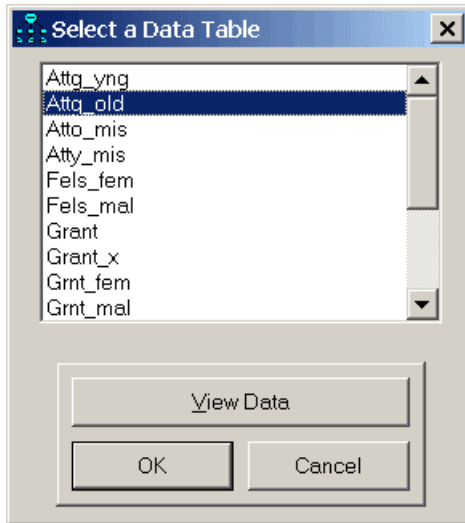 Select a Data Table
Attg_yng
Attg_old
Atto_mis
Atty_mis
Fels_fem
Fels_mal
Grant
Grant_x
Grnt_fem
Grnt_mal
View Data
OK
Cancel